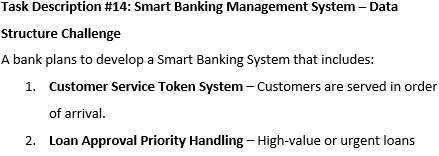 Task Description #14: Smart Banking Management System – Data
Structure Challenge
A bank plans to develop a Smart Banking System that includes:
1. Customer Service Token System – Customers are served in order
of arrival.
2. Loan Approval Priority Handling – High-value or urgent loans